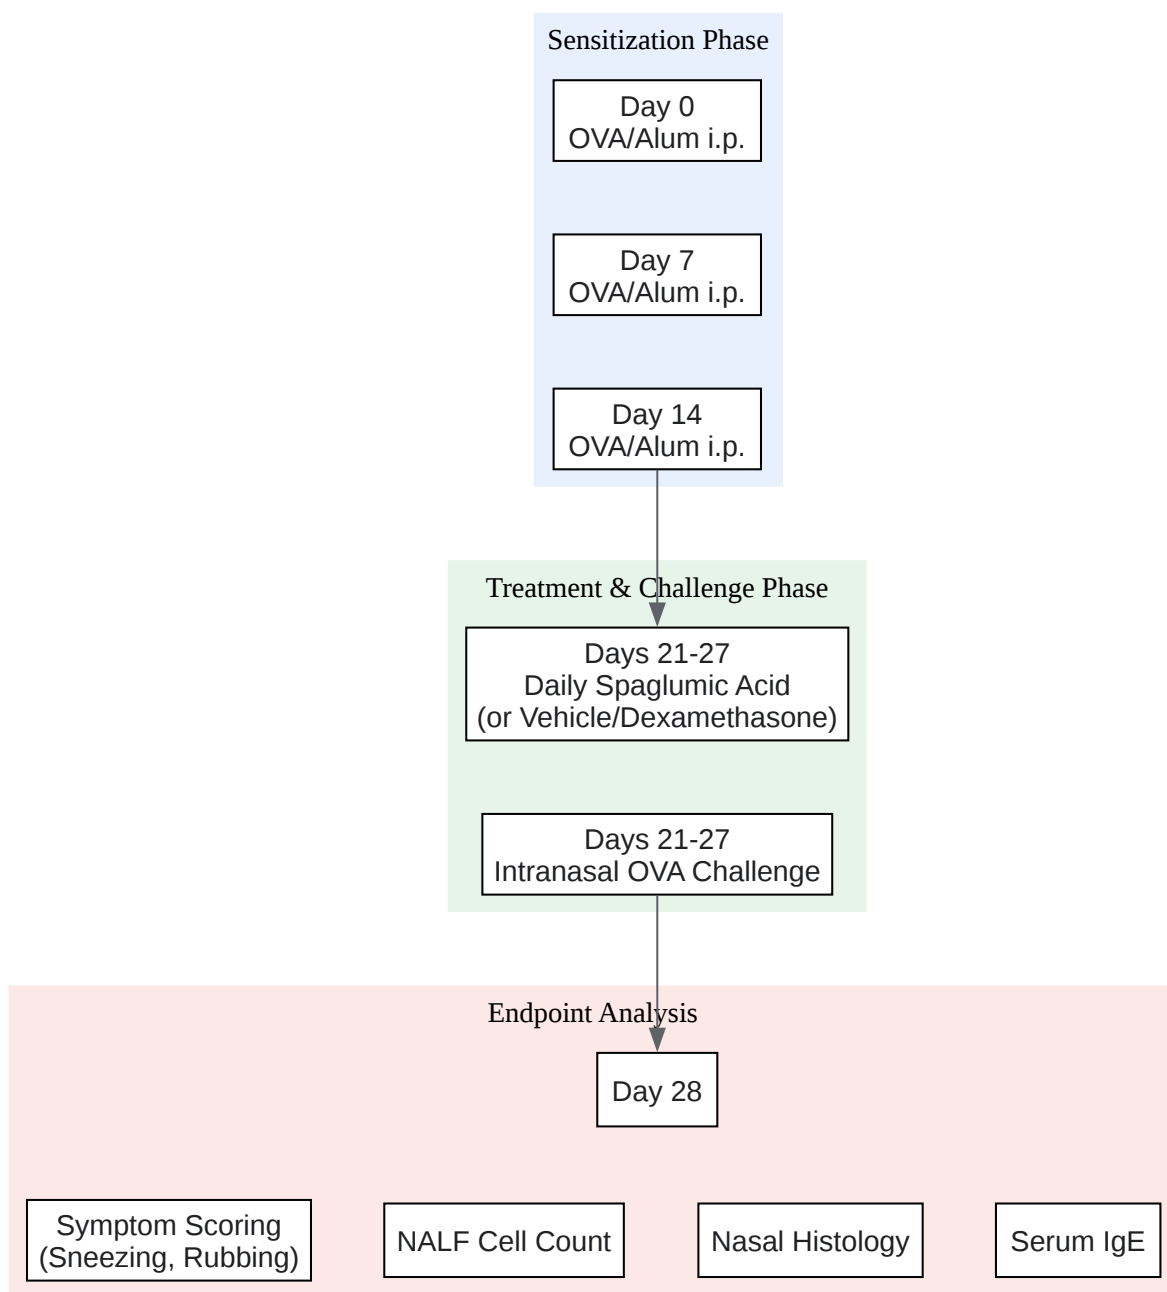 Sensitization Phase
Day 0
OVA/Alum i.p.
Day 7
OVA/Alum i.p.
Day 14
OVA/Alum i.p.
Treatment & Challenge Phase
Days 21-27
Daily Spaglumic Acid
(or Vehicle/Dexamethasone)
Days 21-27
Intranasal OVA Challenge
Endpoint Analysis
Day 28
Symptom Scoring
(Sneezing, Rubbing)
NALF Cell Count
Nasal Histology
Serum IgE